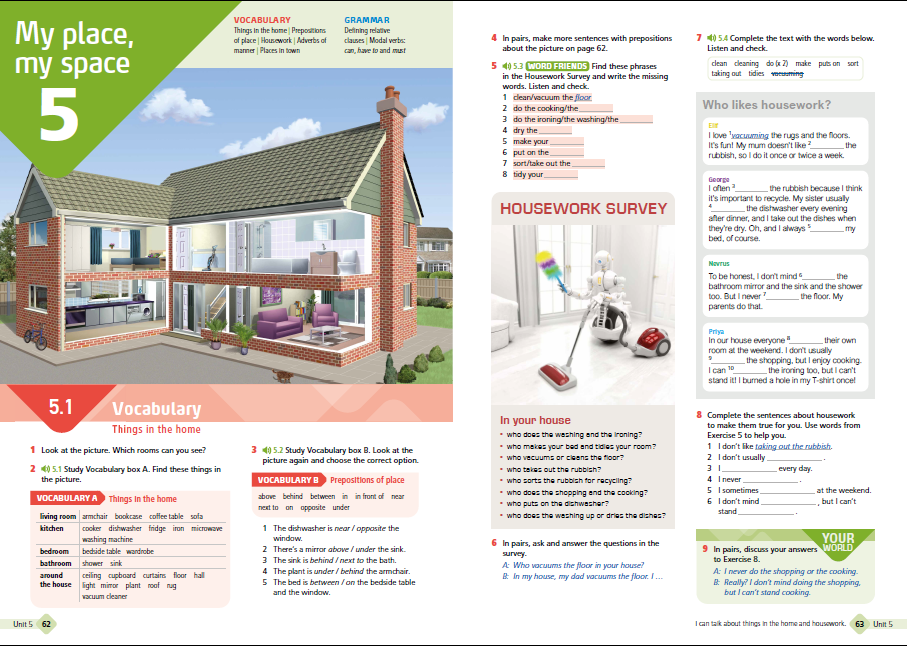 My place,
my space
5
VOCABULARY
Things in the home | Prepositions
of place | Housework | Adverbs of
manner | Places in town
GRAMMAR
Defining relative
clauses | Modal verbs:
can, have to and must
5.1 Vocabulary
Things in the home
1 Look at the picture. Which rooms can you see?
2 5.1 Study Vocabulary box A. Find these things in
the picture.
VOCABULARY A Things in the home
living room armchair bookcase coffee table sofa
kitchen cooker dishwasher fridge iron microwave
washing machine
bedroom bedside table wardrobe
bathroom shower sink
around ceiling cupboard curtains floor hall
the house light mirror plant roof rug
vacuum cleaner
3 5.2 Study Vocabulary box B. Look at the
picture again and choose the correct option.
VOCABULARY B Prepositions of place
above behind between in in front of near
next to on opposite under
1 The dishwasher is near / opposite the
window.
2 There's a mirror above / under the sink.
3 The sink is behind / next to the bath.
4 The plant is under / behind the armchair.
5 The bed is between / on the bedside table
and the window.
Unit 5 62
4 In pairs, make more sentences with prepositions
about the picture on page 62.
5 5.3 WORD FRIENDS Find these phrases
in the Housework Survey and write the missing
words. Listen and check.
1 clean/vacuum the floor
2 do the cooking/the ________
3 do the ironing/the washing/the ________
4 dry the ________
5 make your ________
6 put on the ________
7 sort/take out the ________
8 tidy your ________
HOUSEWORK SURVEY
In your house
• who does the washing and the ironing?
• who makes your bed and tidies your room?
• who vacuums or cleans the floor?
• who takes out the rubbish?
• who sorts the rubbish for recycling?
• who does the shopping and the cooking?
• who puts on the dishwasher?
• who does the washing up or dries the dishes?
6 In pairs, ask and answer the questions in the
survey.
A: Who vacuums the floor in your house?
B: In my house, my dad vacuums the floor. I ...
7 5.4 Complete the text with the words below.
Listen and check.
clean cleaning do (x 2) make puts on sort
taking out tidies vacuuming
Who likes housework?
Elif
I love 1 vacuuming the rugs and the floors.
It's fun! My mum doesn't like 2 ________ the
rubbish, so I do it once or twice a week.
George
I often 3 ________ the rubbish because I think
it's important to recycle. My sister usually
4 ________ the dishwasher every evening
after dinner, and I take out the dishes when
they're dry. Oh, and I always 5 ________ my
bed, of course.
Nevrus
To be honest, I don't mind 6 ________ the
bathroom mirror and the sink and the shower
too. But I never 7 ________ the floor. My
parents do that.
Priya
In our house everyone 8 ________ their own
room at the weekend. I don't usually
9 ________ the shopping, but I enjoy cooking.
I can 10 ________ the ironing too, but I can't
stand it! I burned a hole in my T-shirt once!
8 Complete the sentences about housework
to make them true for you. Use words from
Exercise 5 to help you.
1 I don't like taking out the rubbish.
2 I don't usually ________ .
3 I ________ every day.
4 I never ________ .
5 I sometimes ________ at the weekend.
6 I don't mind ________ , but I can't
stand ________ .
YOUR
WORLD
9 In pairs, discuss your answers
to Exercise 8.
A: I never do the shopping or the cooking.
B: Really? I don't mind doing the shopping,
but I can't stand cooking.
I can talk about things in the home and housework. 63 Unit 5